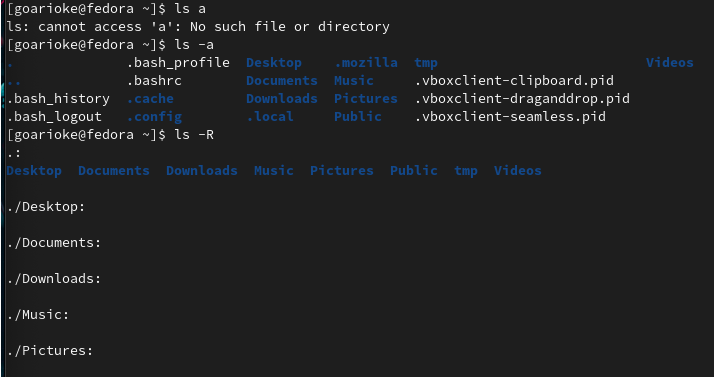 [goarioke@fedora ~]$ ls a
ls: cannot access 'a': No such file or directory
[goarioke@fedora ~]$ ls -a
.              .bash_profile  Desktop    .mozilla  tmp                        Videos
..             .bashrc        Documents  Music     .vboxclient-clipboard.pid
.bash_history  .cache         Downloads  Pictures  .vboxclient-draganddrop.pid
.bash_logout   .config        .local     Public    .vboxclient-seamless.pid
[goarioke@fedora ~]$ ls -R
.:
Desktop  Documents  Downloads  Music  Pictures  Public  tmp  Videos

./Desktop:

./Documents:

./Downloads:

./Music:

./Pictures: